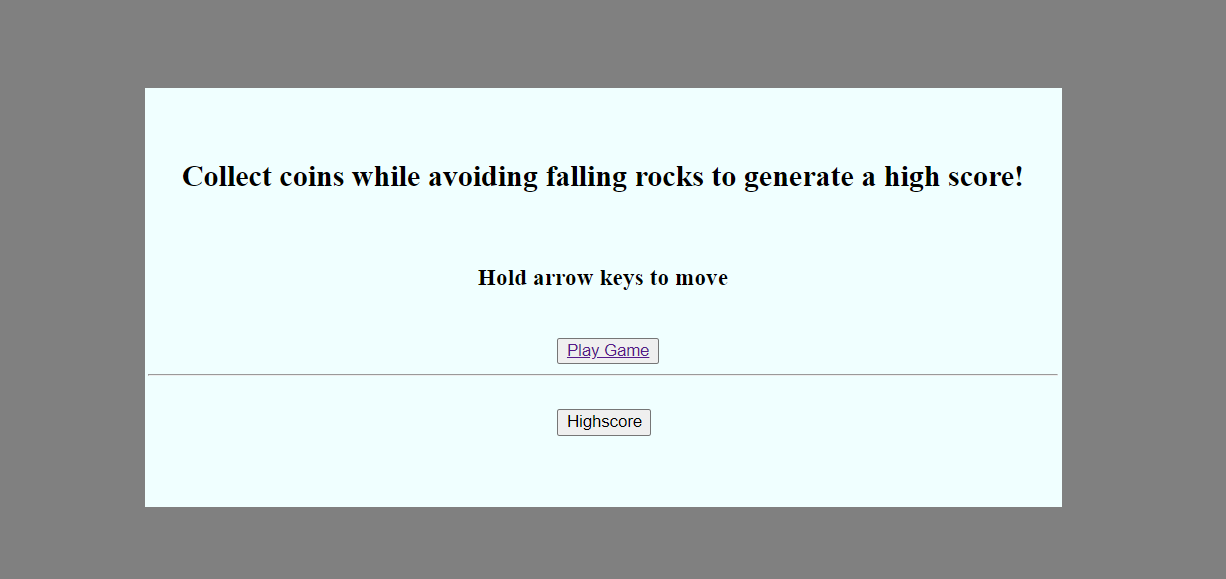 Collect coins while avoiding falling rocks to generate a high score!
Hold arrow keys to move
Play Game
Highscore